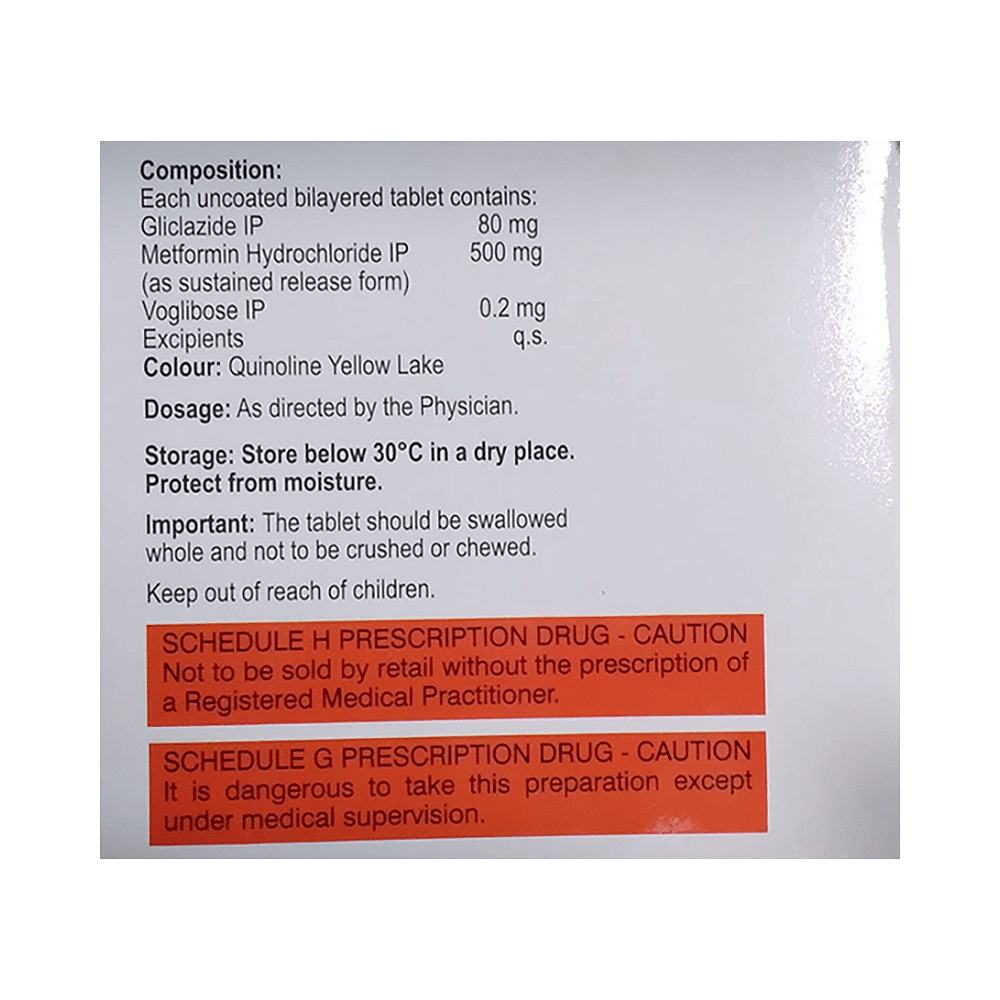 Composition:
Each uncoated bilayered tablet contains:
Gliclazide IP 80 mg
Metformin Hydrochloride IP 500 mg
(as sustained release form)
Voglibose IP 0.2 mg
Excipients q.s.
Colour: Quinoline Yellow Lake
Dosage: As directed by the Physician.
Storage: Store below 30°C in a dry place.
Protect from moisture.
Important: The tablet should be swallowed
whole and not to be crushed or chewed.
Keep out of reach of children.
SCHEDULE H PRESCRIPTION DRUG - CAUTION
Not to be sold by retail without the prescription of
a Registered Medical Practitioner.
SCHEDULE G PRESCRIPTION DRUG - CAUTION
It is dangerous to take this preparation except
under medical supervision.